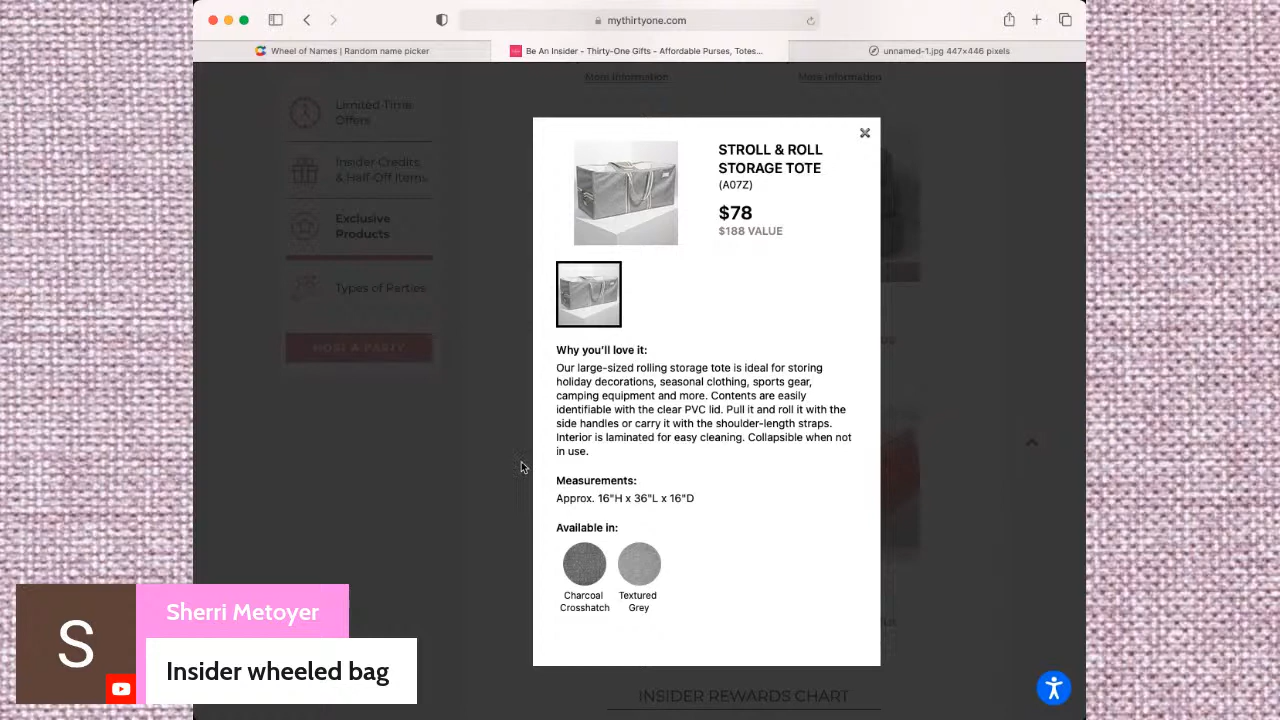 mythirtyone.com
Wheel of Names | Random name picker
Be An Insider - Thirty-One Gifts - Affordable Purses, Totes...
unnamed-1.jpg 447×446 pixels
More Information
More Information
Limited Time
Offers
Insider Credits
& Half-Off Items
Exclusive
Products
Types of Parties
HOST A PARTY
STROLL & ROLL
STORAGE TOTE
(A07Z)
$78
$188 VALUE
Why you'll love it:
Our large-sized rolling storage tote is ideal for storing
holiday decorations, seasonal clothing, sports gear,
camping equipment and more. Contents are easily
identifiable with the clear PVC lid. Pull it and roll it with the
side handles or carry it with the shoulder-length straps.
Interior is laminated for easy cleaning. Collapsible when not
in use.
Measurements:
Approx. 16"H x 36"L x 16"D
Available in:
Charcoal
Crosshatch
Textured
Grey
INSIDER REWARDS CHART
S
Sherri Metoyer
Insider wheeled bag